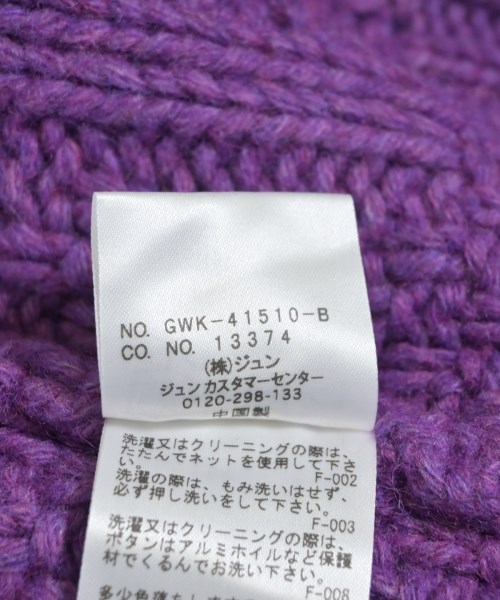 NO. GWK-41510-B
CO. NO. 13374
(株)ジュン
ジュン カスタマーセンター
0120-298-133
中国製
洗濯又はクリーニングの際は、
たたんでネットを使用して下さ
い。 F-002
洗濯の際は、もみ洗いはせず、
必ず押し洗いをして下さい。
F-003
洗濯又はクリーニングの際は、
ボタンはアルミホイルなど保護
材でくるんでお洗い下さい。
F-008
多少色落ち